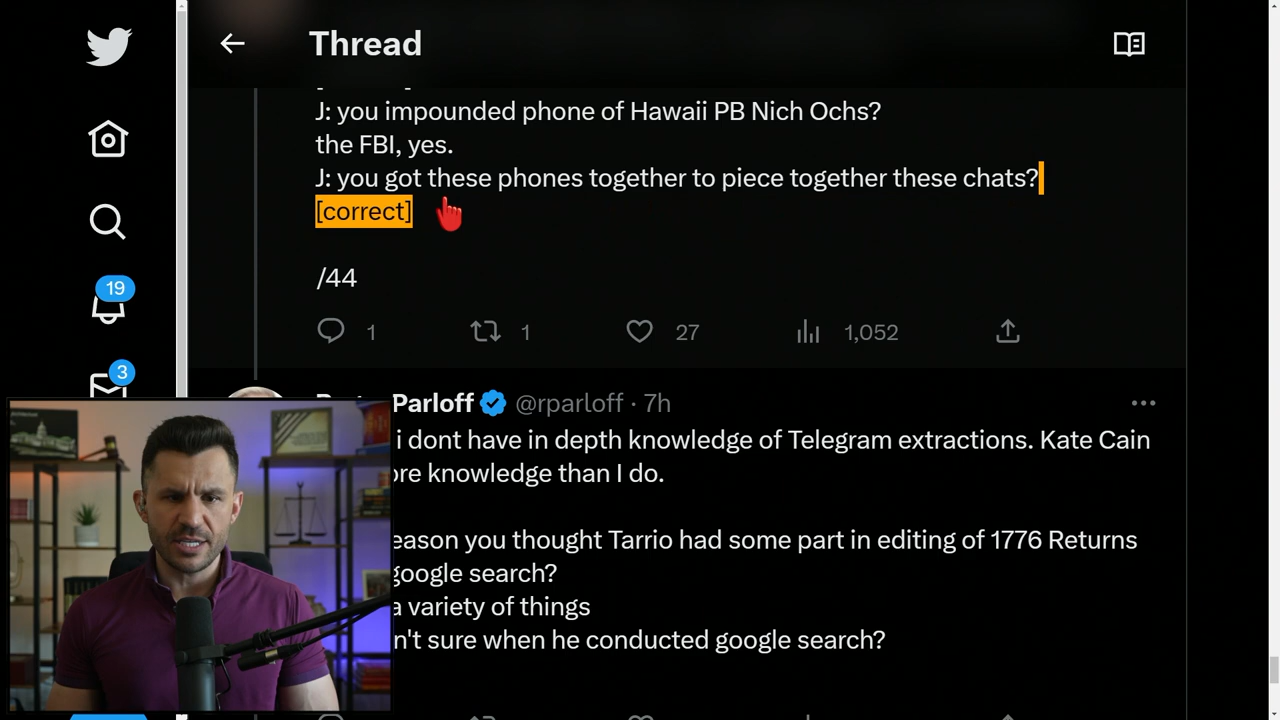 Thread
J: you impounded phone of Hawaii PB Nich Ochs?
the FBI, yes.
J: you got these phones together to piece together these chats?
[correct]
/44
1 1 27 1,052
19
3
Parloff @rparloff · 7h
i dont have in depth knowledge of Telegram extractions. Kate Cain
knowledge than I do.
you thought Tarrio had some part in editing of 1776 Returns
google search?
a variety of things
sure when he conducted google search?